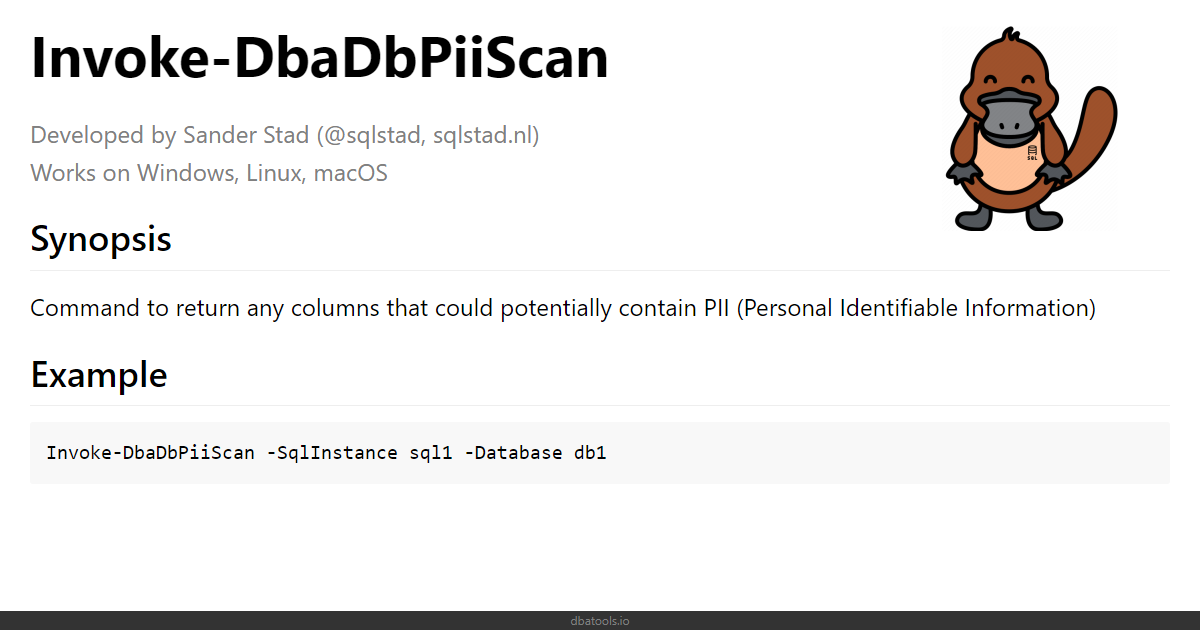 Invoke-DbaDbPiiScan
Developed by Sander Stad (@sqlstad, sqlstad.nl)
Works on Windows, Linux, macOS
SQL
Synopsis
Command to return any columns that could potentially contain PII (Personal Identifiable Information)
Example
Invoke-DbaDbPiiScan -SqlInstance sql1 -Database db1
dbatools.io